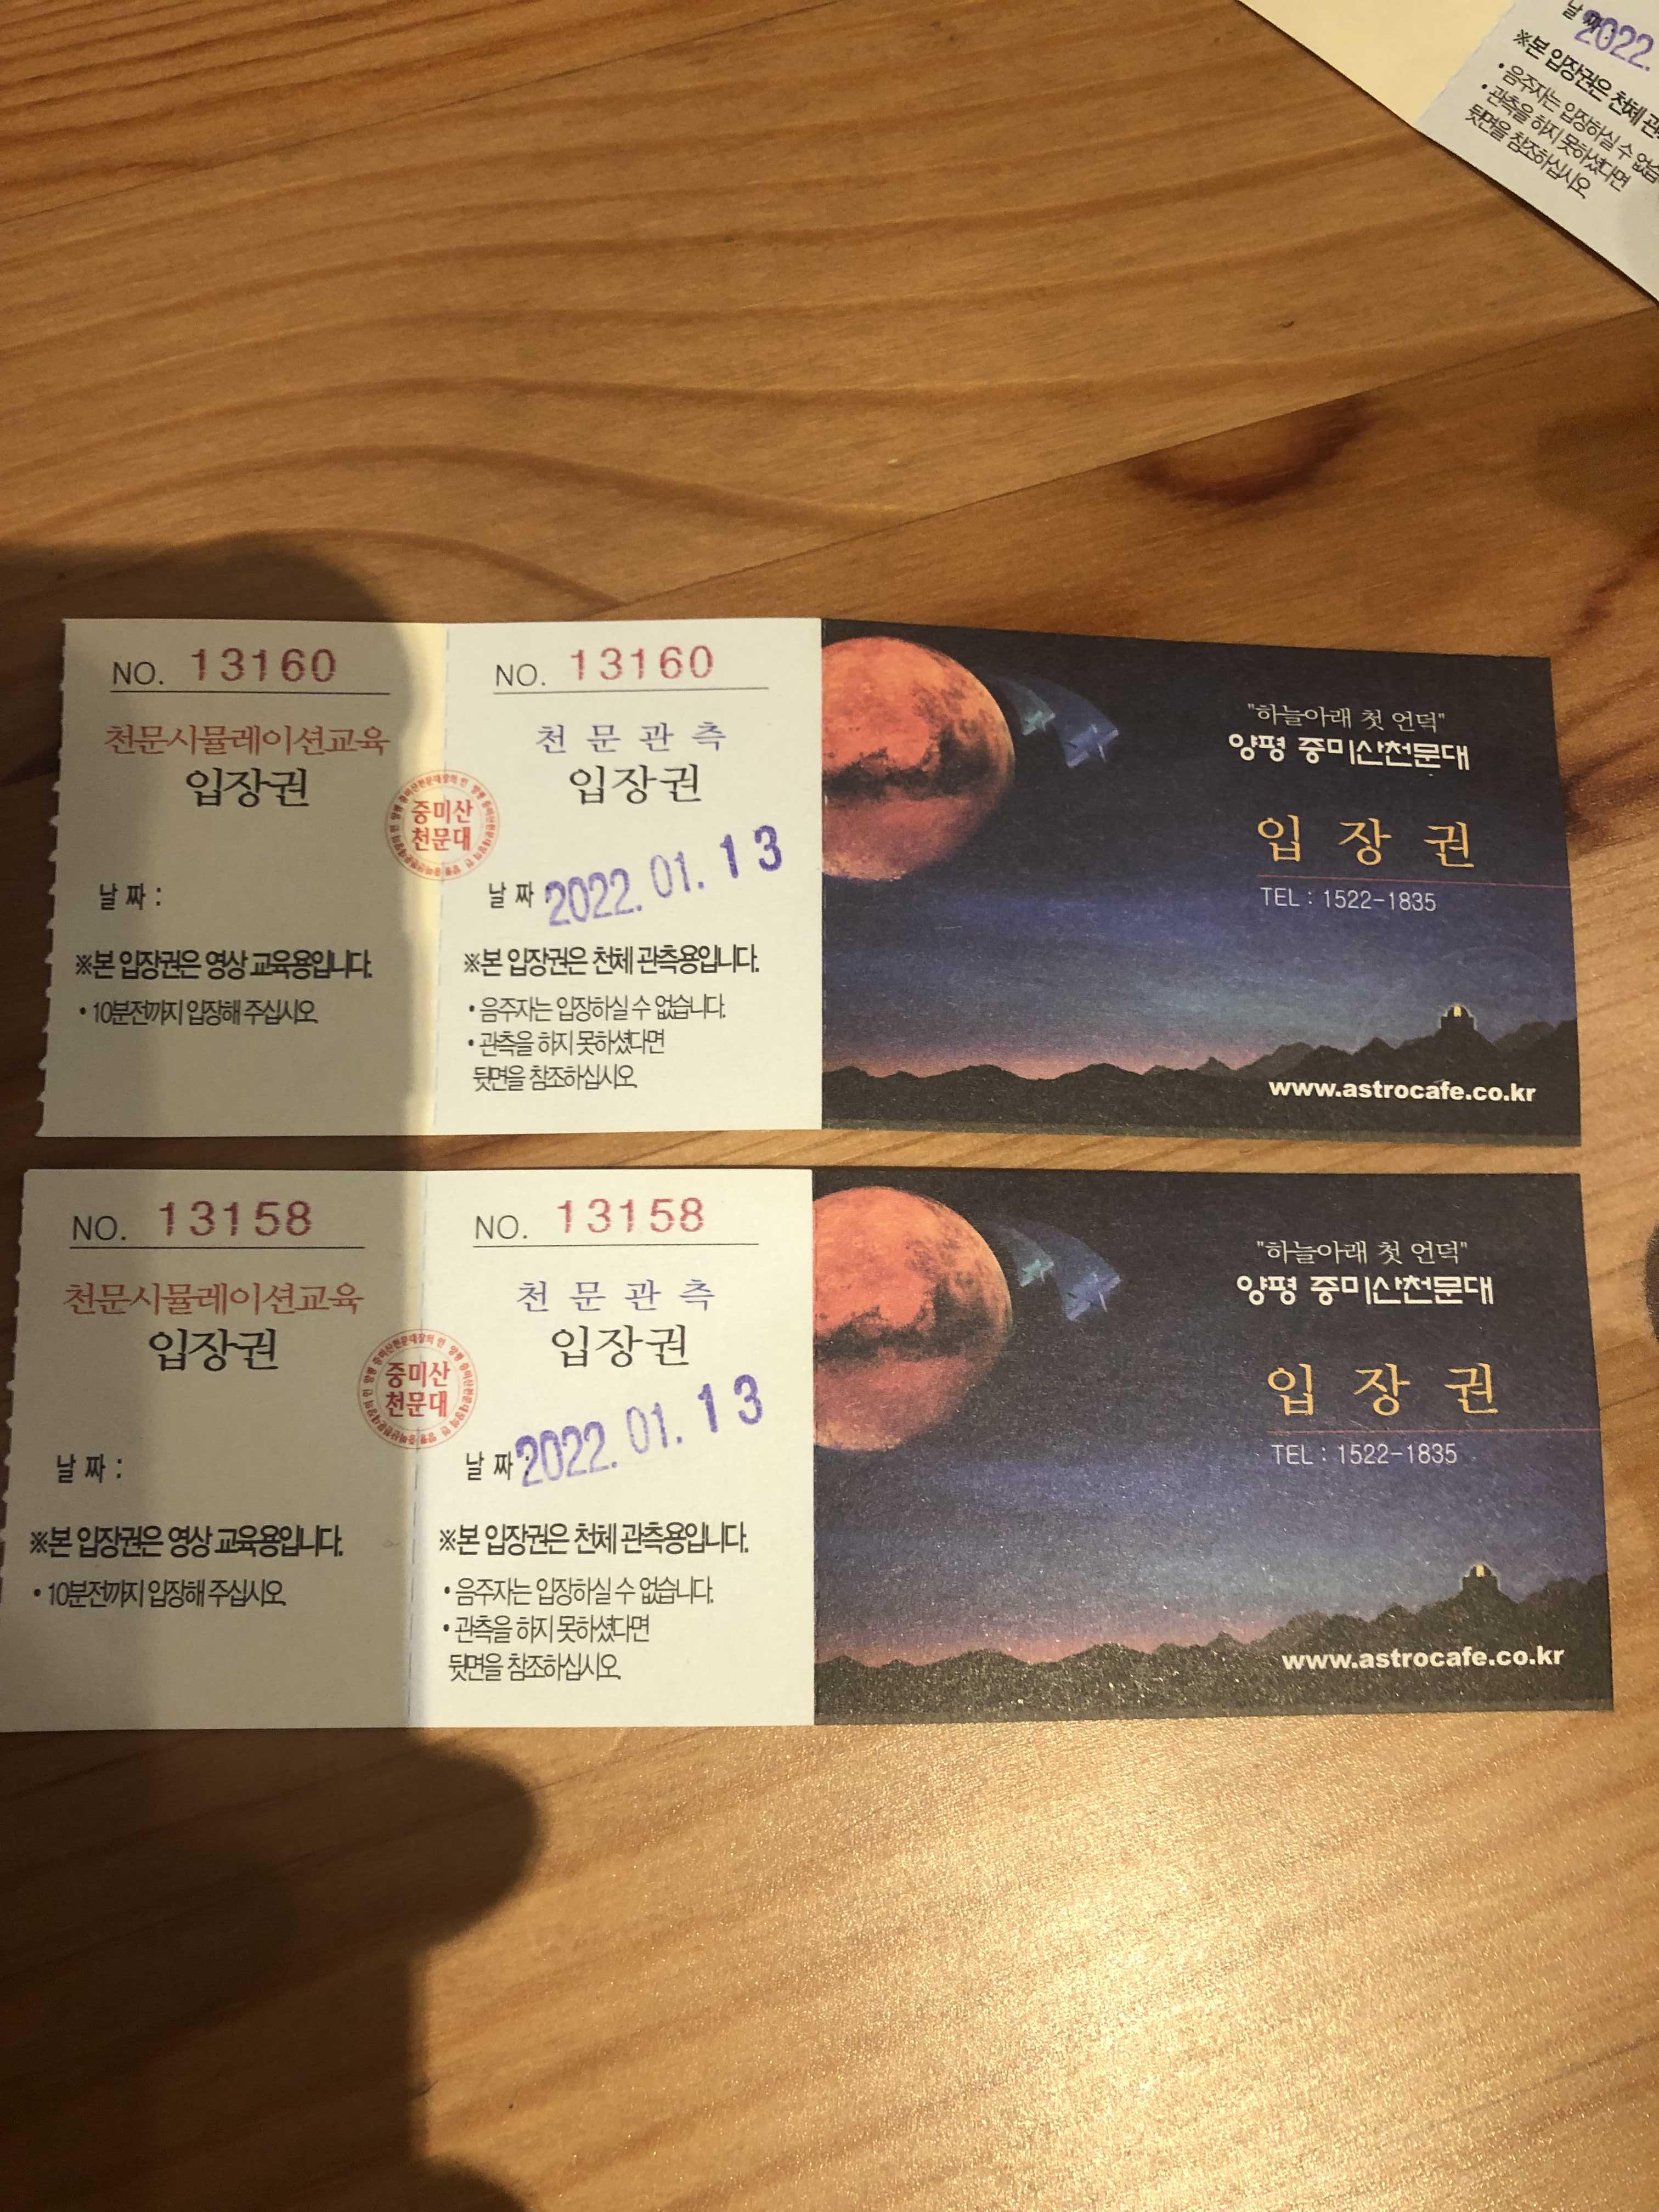 날 짜 :
2022.
※본 입장권은 천체 관
• 음주자는 입장하실 수 없습
• 관측을 하지 못하셨다면
뒷면을 참조하십시오
NO. 13160
천문시뮬레이션교육
입장권
날 짜 :
※본 입장권은 영상 교육용입니다.
• 10분전까지 입장해 주십시오
중미산
천문대
NO. 13160
천 문 관 측
입장권
날 짜 2022. 01. 13
※본 입장권은 천체 관측용입니다.
• 음주자는 입장하실 수 없습니다.
• 관측을 하지 못하셨다면
뒷면을 참조하십시오
"하늘아래 첫 언덕"
양평 중미산천문대
입 장 권
TEL : 1522-1835
www.astrocafe.co.kr
NO. 13158
천문시뮬레이션교육
입장권
날 짜 :
※본 입장권은 영상 교육용입니다.
• 10분전까지 입장해 주십시오
중미산
천문대
NO. 13158
천 문 관 측
입장권
날 짜 : 2022. 01. 13
※본 입장권은 천체 관측용입니다.
• 음주자는 입장하실 수 없습니다.
• 관측을 하지 못하셨다면
뒷면을 참조하십시오
"하늘아래 첫 언덕"
양평 중미산천문대
입 장 권
TEL : 1522-1835
www.astrocafe.co.kr